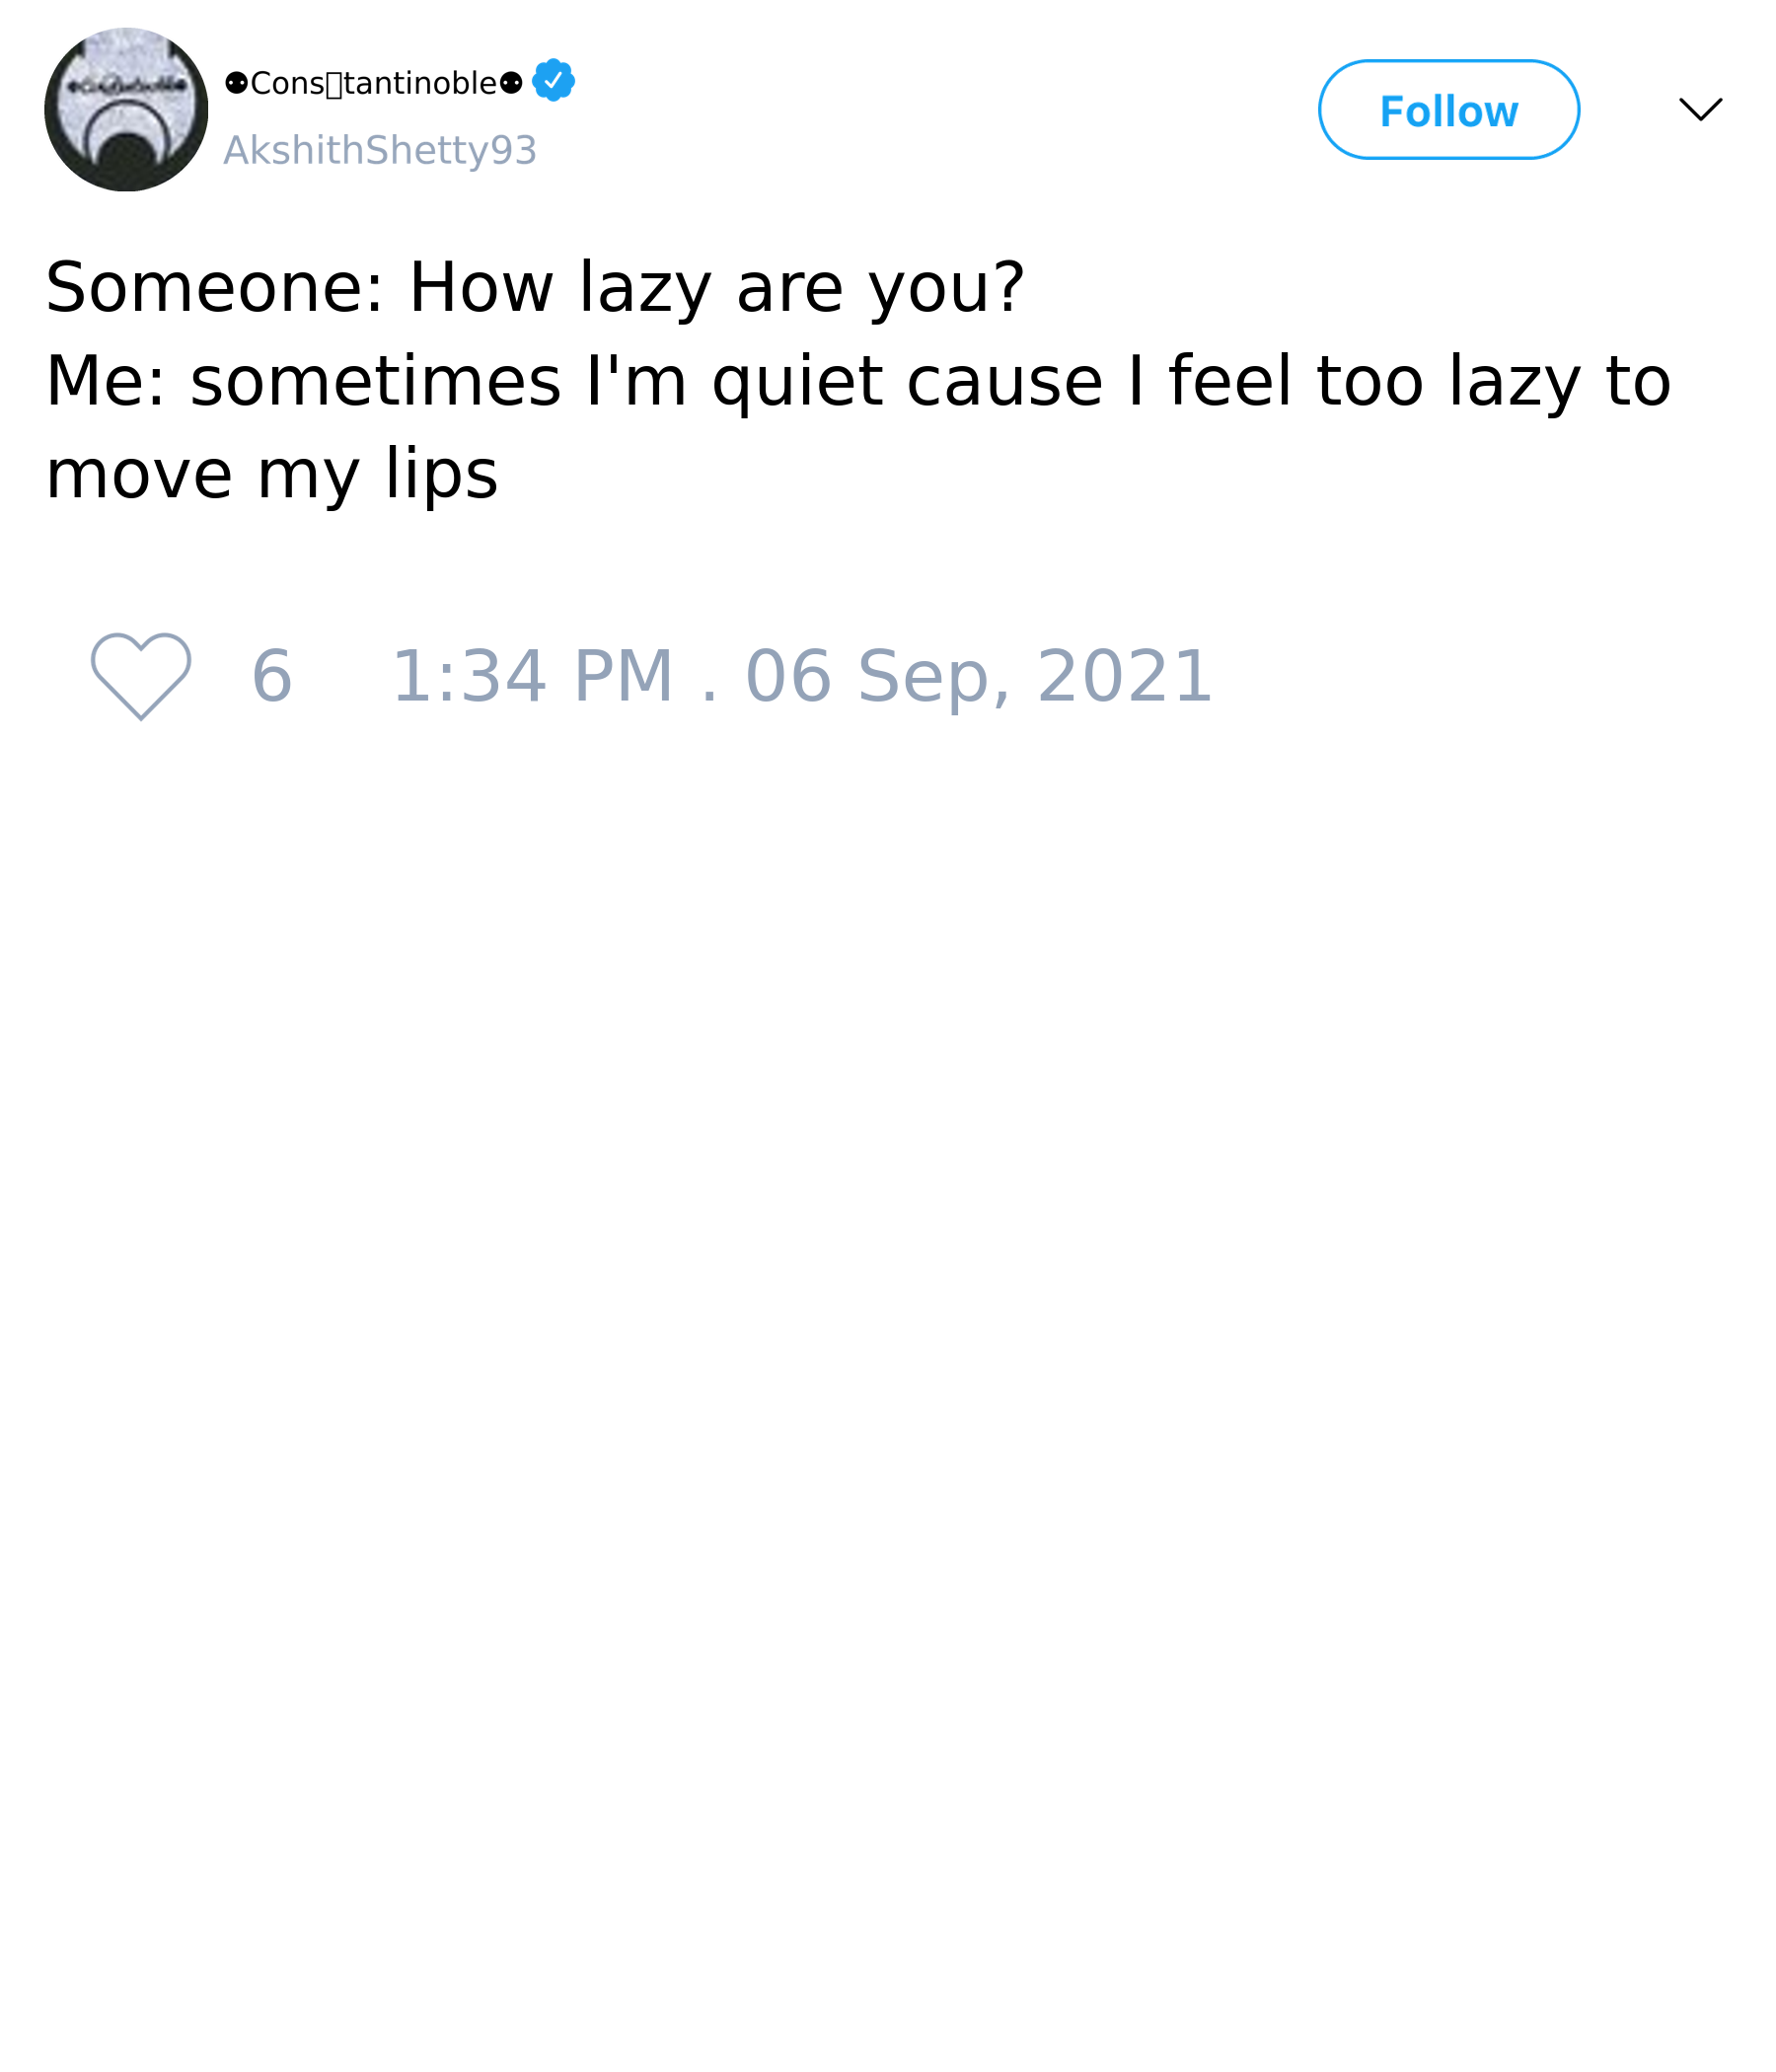 ⚉Cons▯tantinoble⚉
AkshithShetty93
Follow
Someone: How lazy are you?
Me: sometimes I'm quiet cause I feel too lazy to
move my lips
6 1:34 PM . 06 Sep, 2021